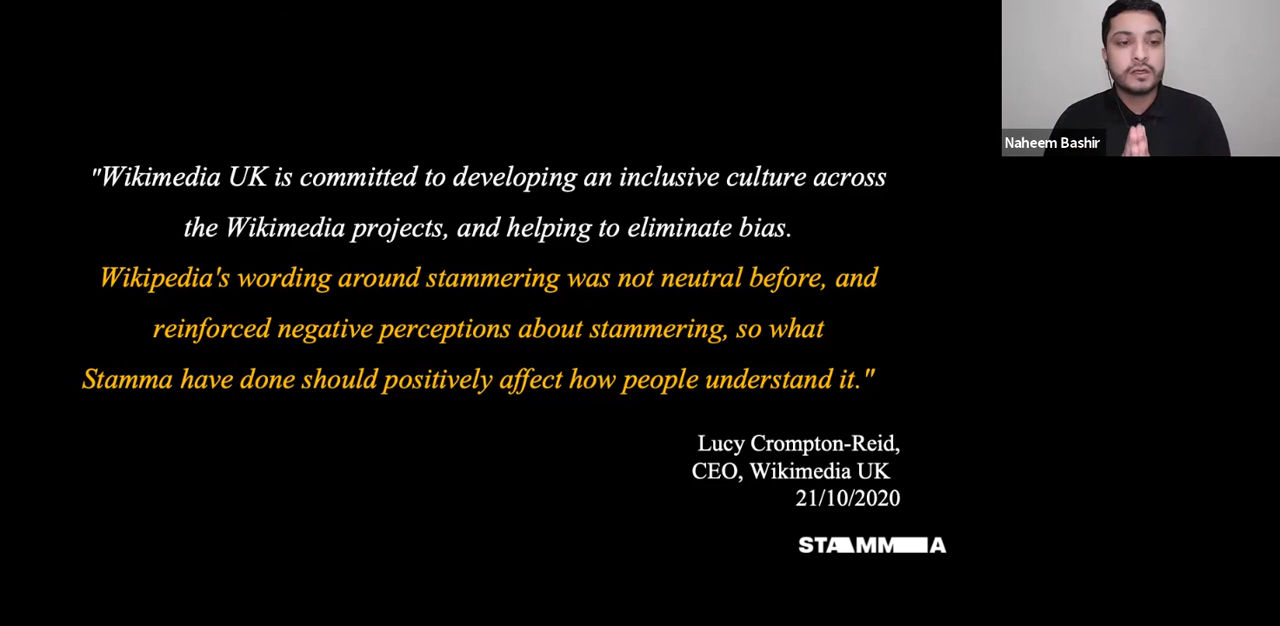 Naheem Bashir
"Wikimedia UK is committed to developing an inclusive culture across
the Wikimedia projects, and helping to eliminate bias.
Wikipedia's wording around stammering was not neutral before, and
reinforced negative perceptions about stammering, so what
Stamma have done should positively affect how people understand it."
Lucy Crompton-Reid,
CEO, Wikimedia UK
21/10/2020
STAMMA